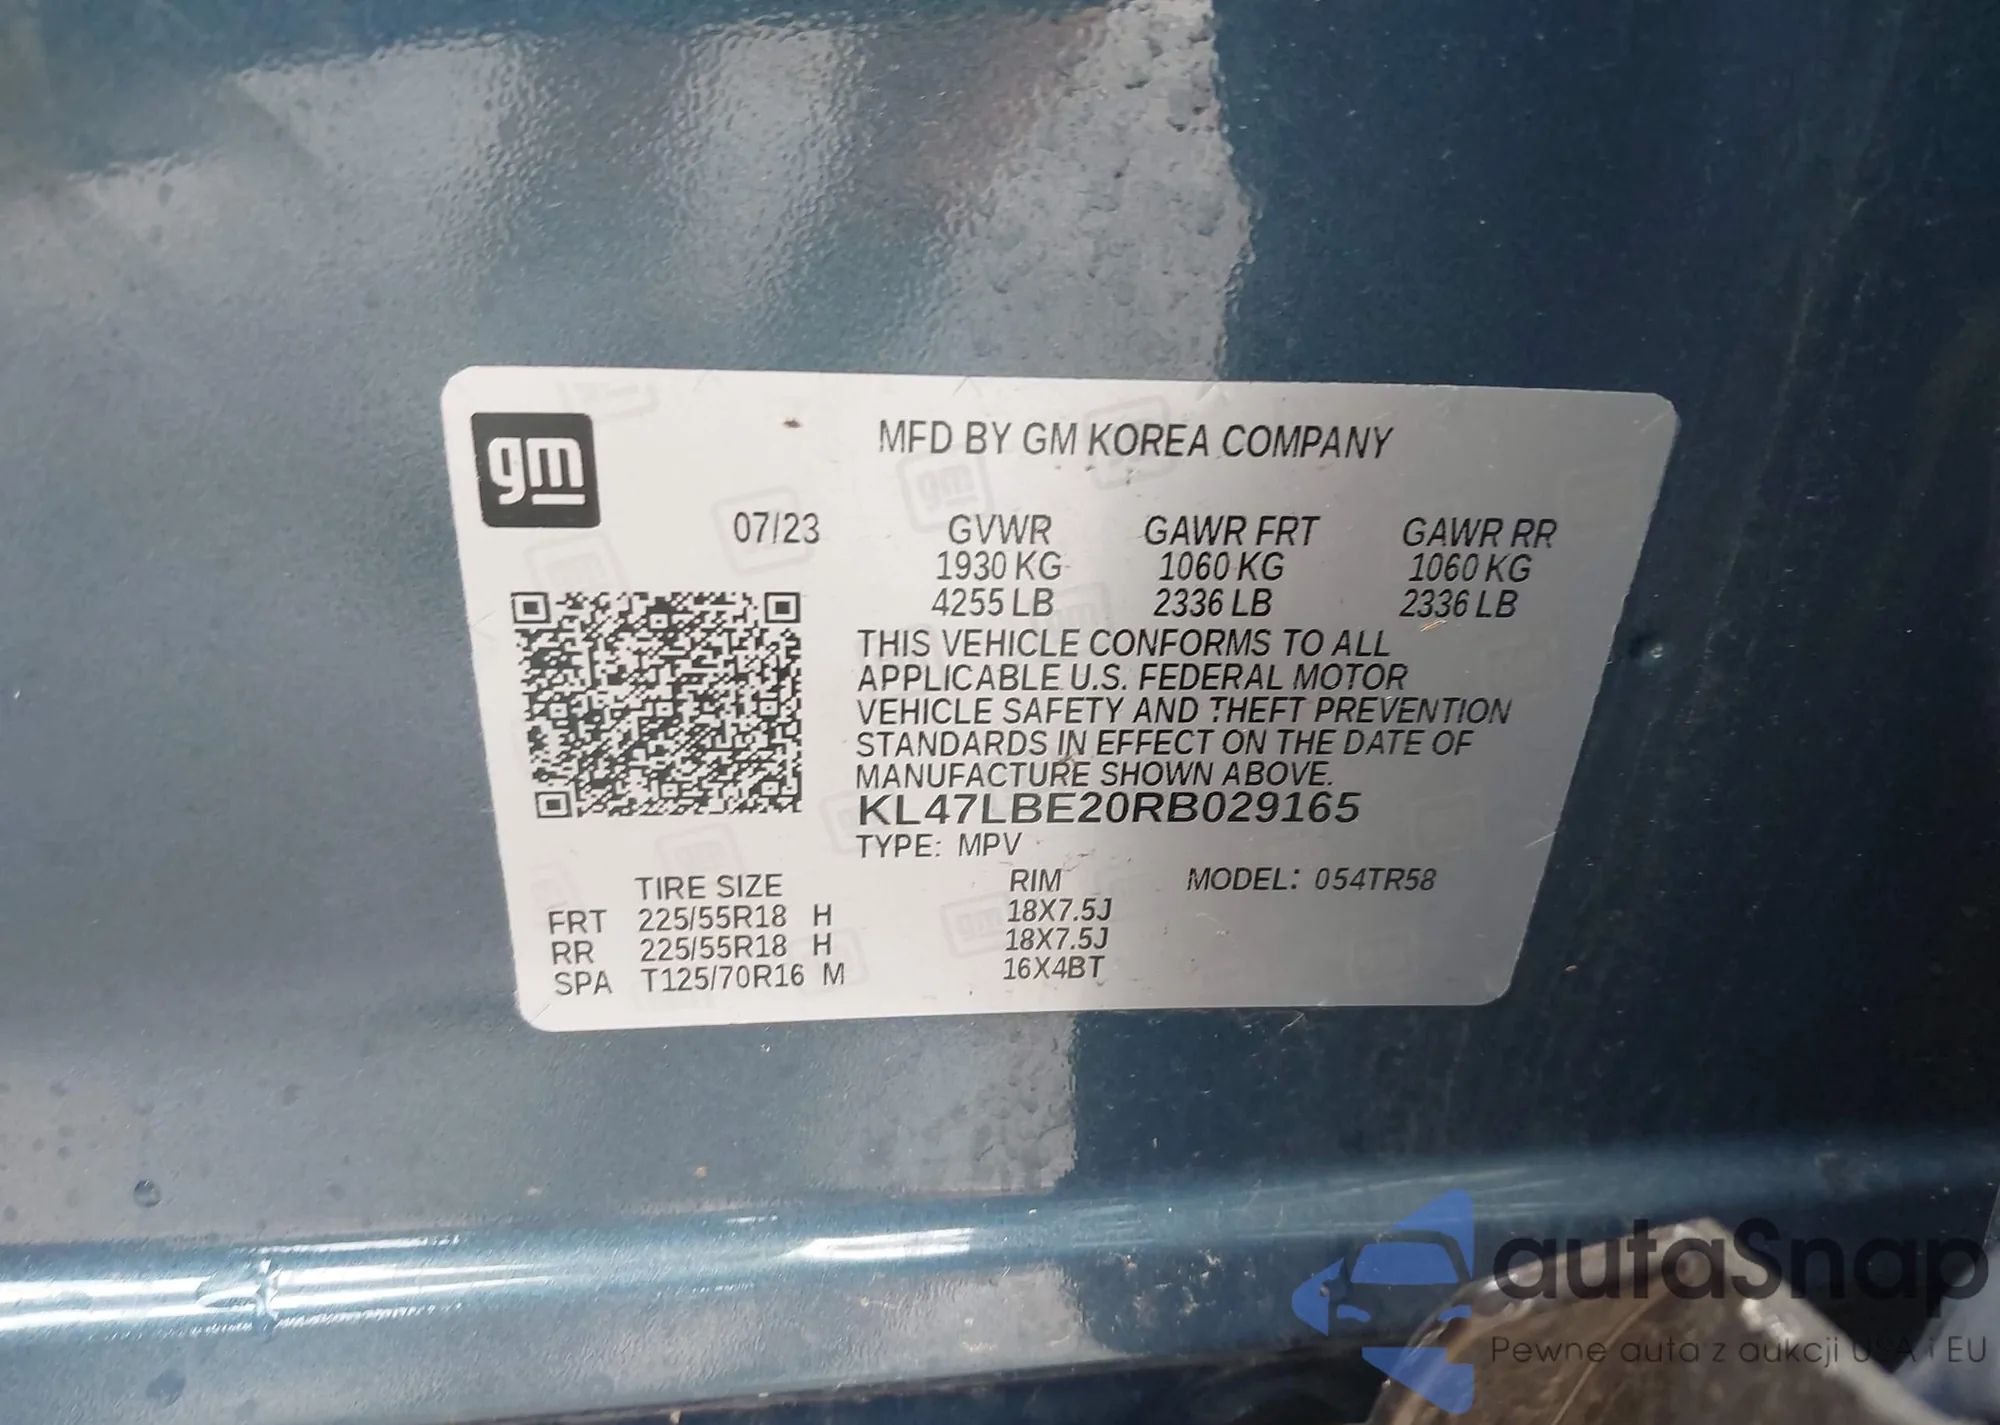 gm
MFD BY GM KOREA COMPANY
07/23 GVWR GAWR FRT GAWR RR
1930 KG 1060 KG 1060 KG
4255 LB 2336 LB 2336 LB
THIS VEHICLE CONFORMS TO ALL
APPLICABLE U.S. FEDERAL MOTOR
VEHICLE SAFETY AND THEFT PREVENTION
STANDARDS IN EFFECT ON THE DATE OF
MANUFACTURE SHOWN ABOVE.
KL47LBE20RB029165
TYPE: MPV
TIRE SIZE RIM MODEL: 054TR58
FRT 225/55R18 H 18X7.5J
RR 225/55R18 H 18X7.5J
SPA T125/70R16 M 16X4BT
autaSnap
Pewne auta z aukcji USA i EU